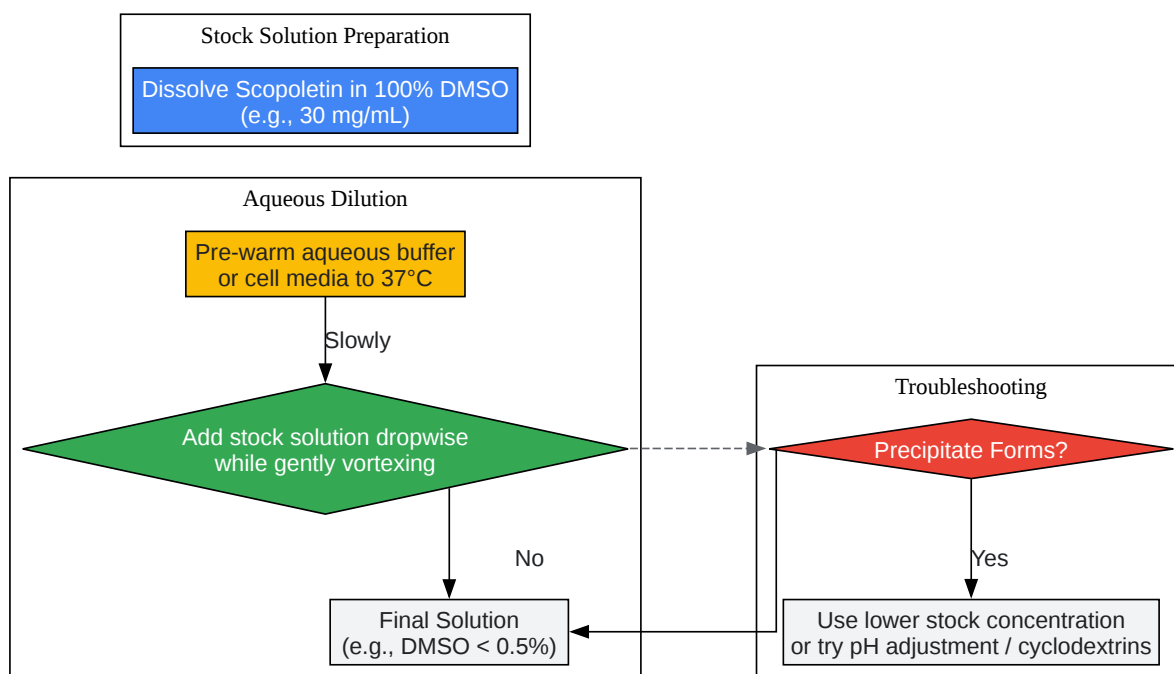 Stock Solution Preparation
Dissolve Scopoletin in 100% DMSO
(e.g., 30 mg/mL)
Aqueous Dilution
Pre-warm aqueous buffer
or cell media to 37°C
Slowly
Add stock solution dropwise
while gently vortexing
No
Final Solution
(e.g., DMSO < 0.5%)
Troubleshooting
Precipitate Forms?
Yes
Use lower stock concentration
or try pH adjustment / cyclodextrins